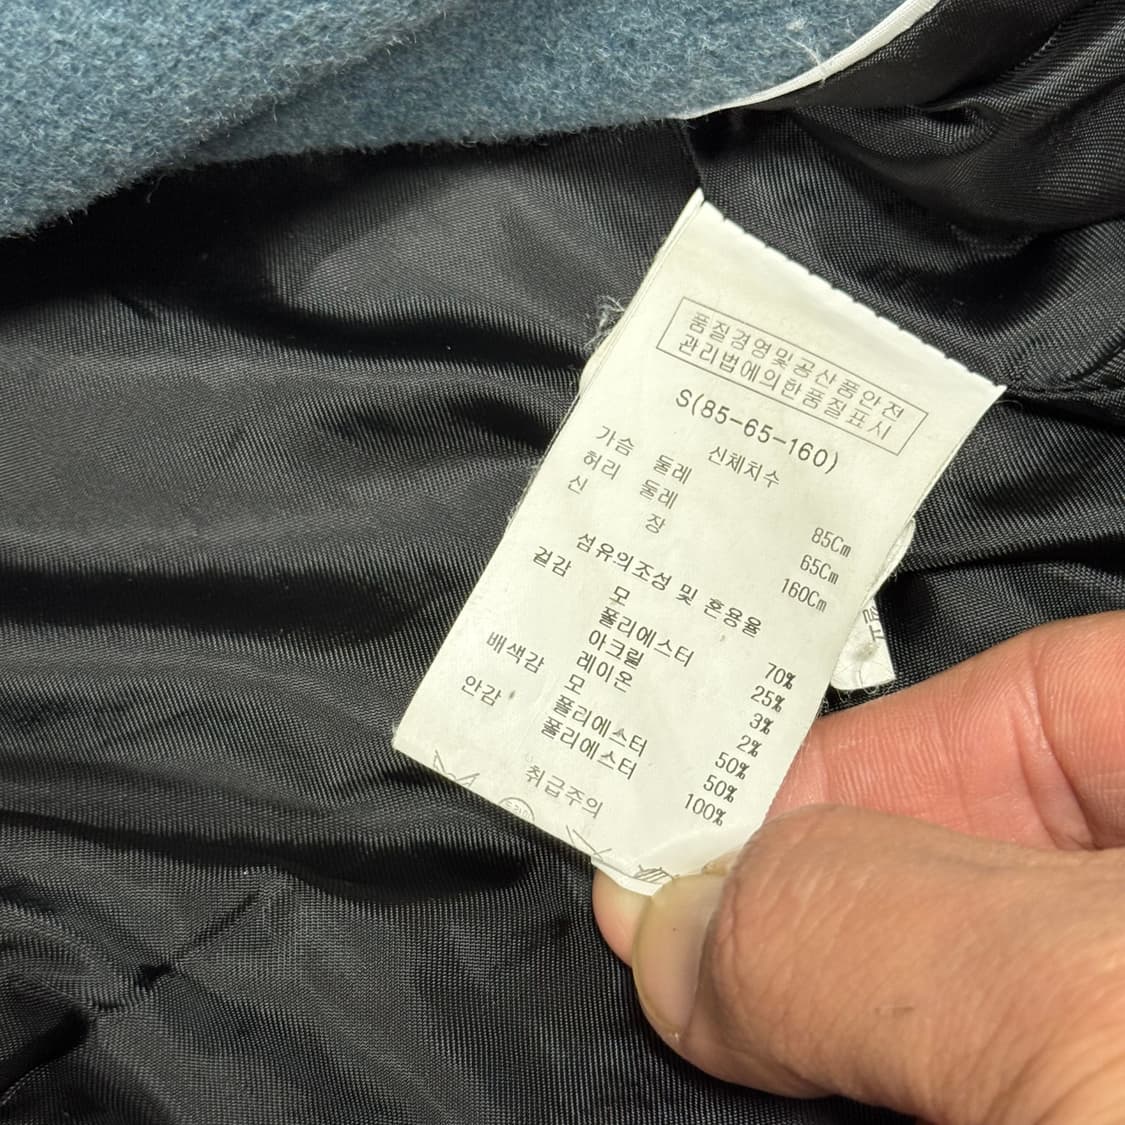 품질경영및공산품안전
관리법에의한품질표시
S(85-65-160)
신체치수
가슴 둘레 85Cm
허리 둘레 65Cm
신 장 160Cm
섬유의조성 및 혼용율
겉감 모 70%
폴리에스터 25%
아크릴 3%
레이온 2%
배색감 모 50%
폴리에스터 50%
안감 폴리에스터 100%
취급주의